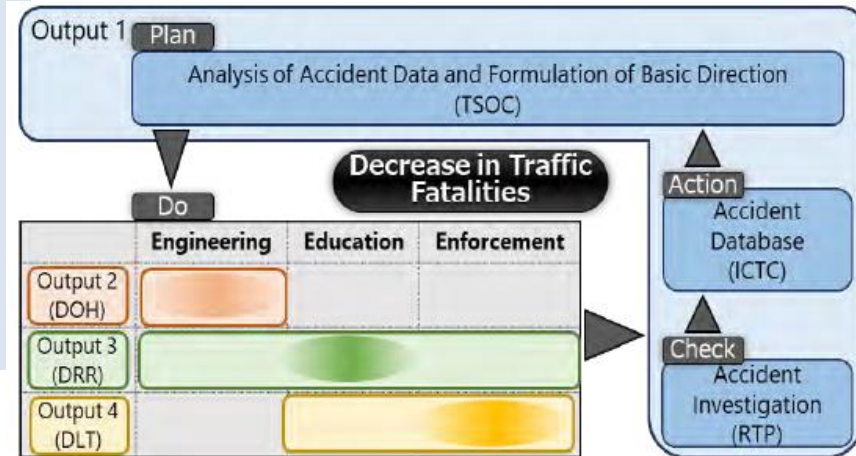 Output 1
Plan
Analysis of Accident Data and Formulation of Basic Direction
(TSOC)
Decrease in Traffic
Fatalities
Do
Engineering
Education
Enforcement
Output 2
(DOH)
Output 3
(DRR)
Output 4
(DLT)
Action
Accident
Database
(ICTC)
Check
Accident
Investigation
(RTP)